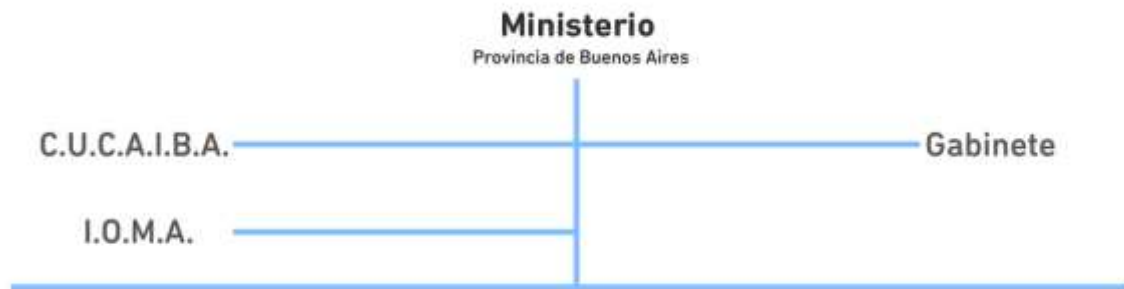 Ministerio
Provincia de Buenos Aires
C.U.C.A.I.B.A.
Gabinete
I.O.M.A.